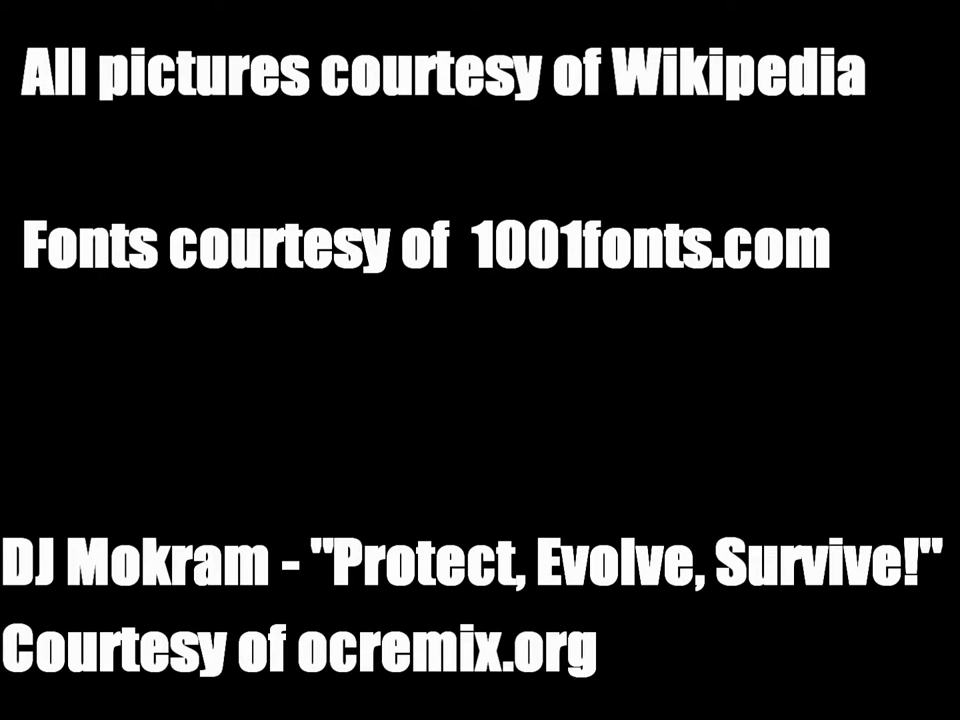 All pictures courtesy of Wikipedia
Fonts courtesy of 1001fonts.com
DJ Mokram - "Protect, Evolve, Survive!"
Courtesy of ocremix.org